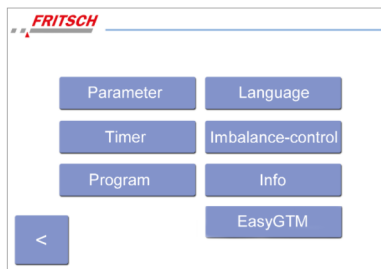 FRITSCH
Parameter
Language
Timer
Imbalance-control
Program
Info
EasyGTM
<